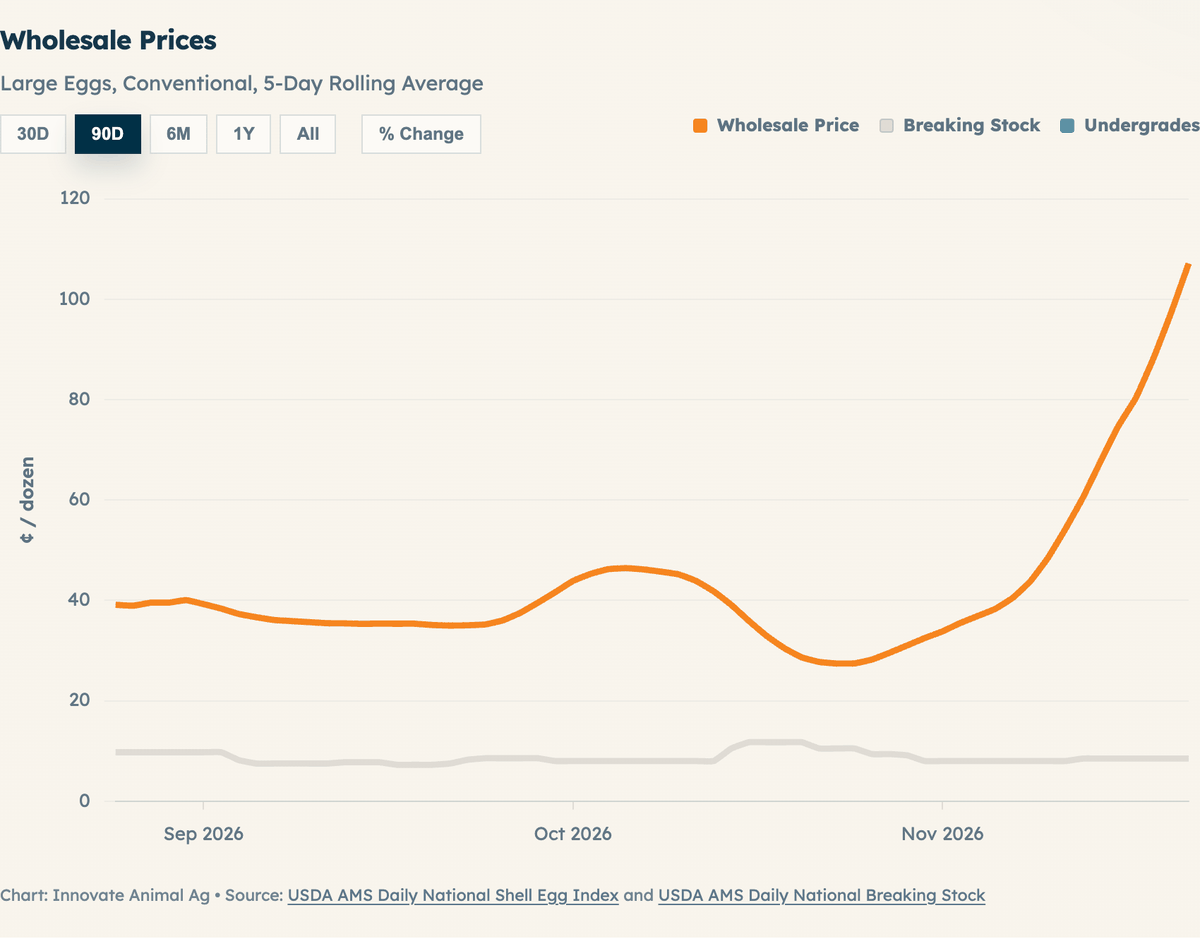 Wholesale Prices
Large Eggs, Conventional, 5-Day Rolling Average
30D 90D 6M 1Y All % Change
Wholesale Price Breaking Stock Undergrades
120
100
80
60
40
20
0
¢ / dozen
Sep 2026 Oct 2026 Nov 2026
Chart: Innovate Animal Ag • Source: USDA AMS Daily National Shell Egg Index and USDA AMS Daily National Breaking Stock